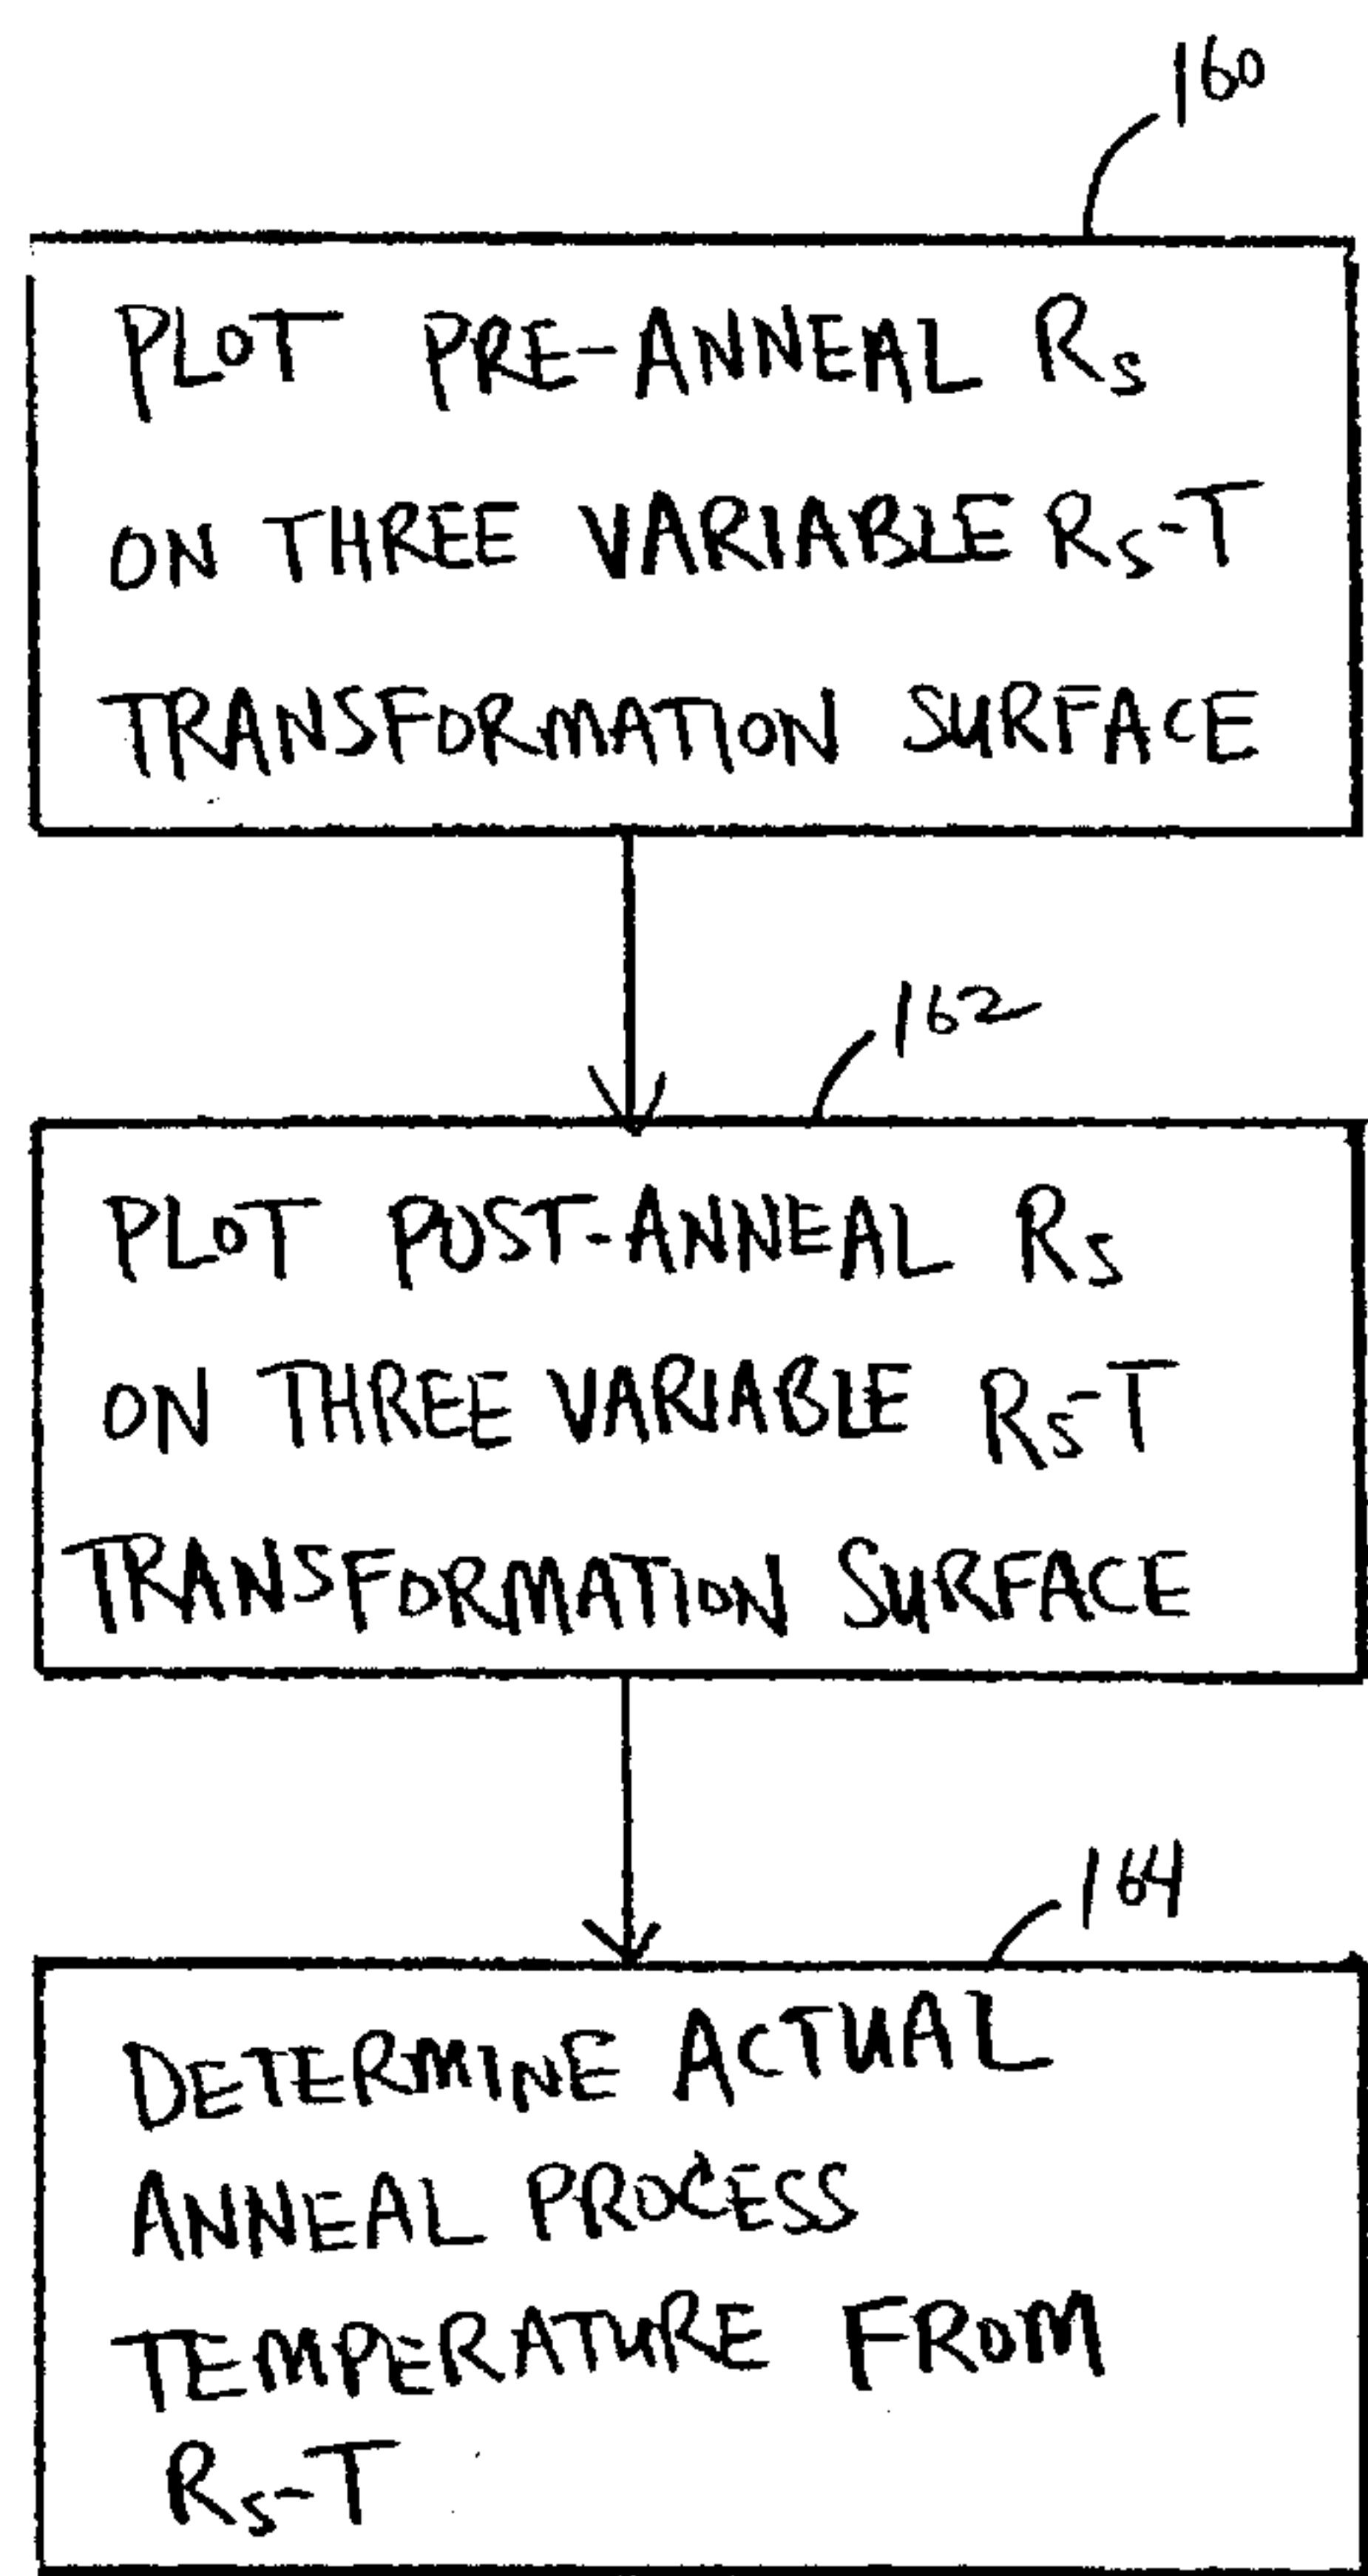 160
PLOT PRE-ANNEAL Rs
ON THREE VARIABLE Rs-T
TRANSFORMATION SURFACE
162
PLOT POST-ANNEAL Rs
ON THREE VARIABLE Rs-T
TRANSFORMATION SURFACE
164
DETERMINE ACTUAL
ANNEAL PROCESS
TEMPERATURE FROM
Rs-T